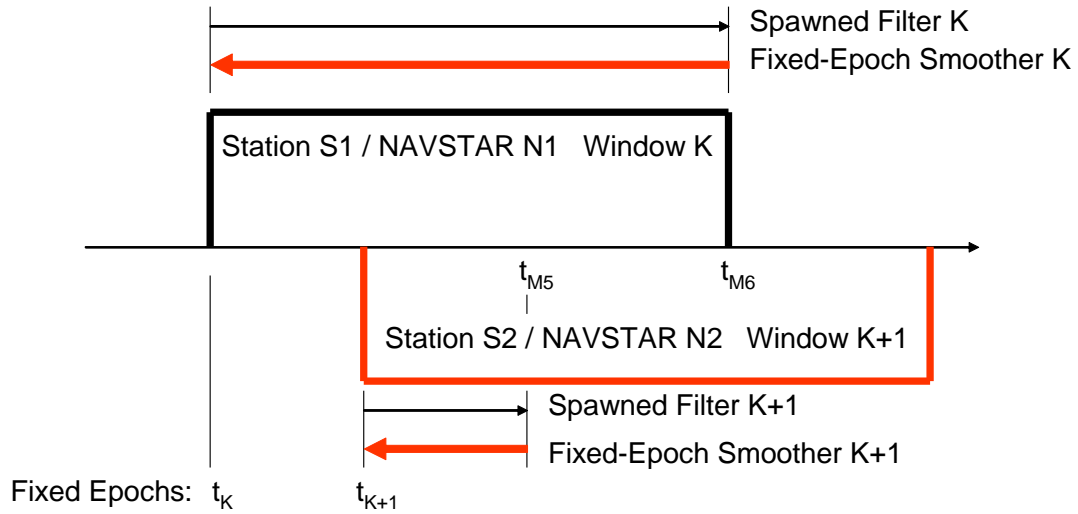 Spawned Filter K
Fixed-Epoch Smoother K
Station S1 / NAVSTAR N1 Window K
tM5
tM6
Station S2 / NAVSTAR N2 Window K+1
Spawned Filter K+1
Fixed-Epoch Smoother K+1
Fixed Epochs: tK tK+1